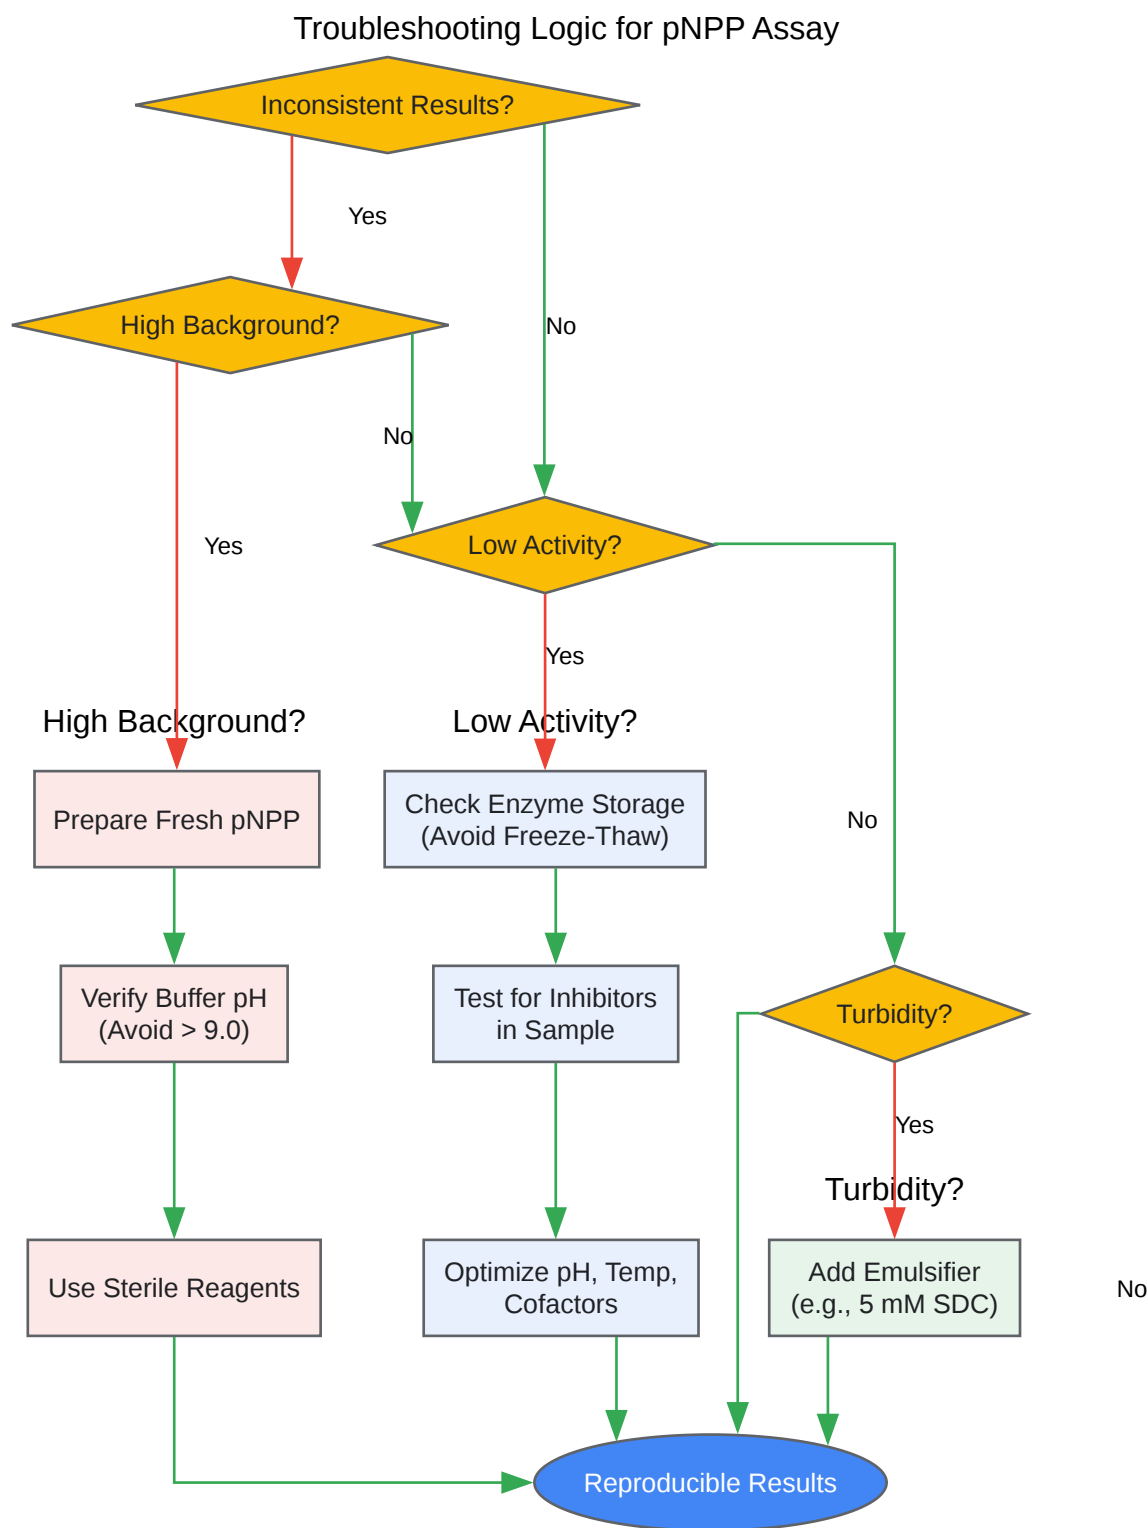 Troubleshooting Logic for pNPP Assay
Inconsistent Results?
Yes
High Background?
No
No
Low Activity?
Yes
Yes
High Background?
Low Activity?
Prepare Fresh pNPP
Check Enzyme Storage
(Avoid Freeze-Thaw)
No
Verify Buffer pH
(Avoid > 9.0)
Test for Inhibitors
in Sample
Turbidity?
Yes
Turbidity?
Use Sterile Reagents
Optimize pH, Temp,
Cofactors
Add Emulsifier
(e.g., 5 mM SDC)
No
Reproducible Results